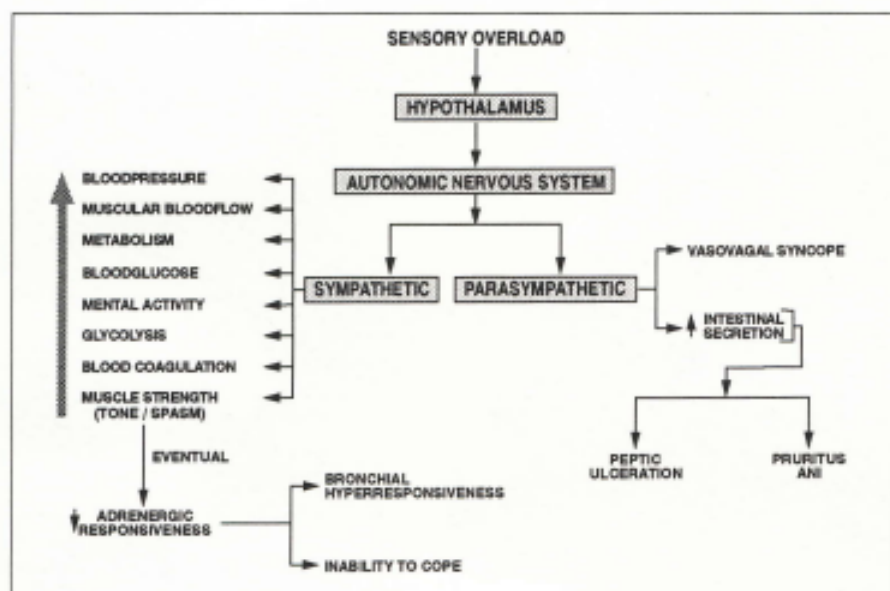 SENSORY OVERLOAD
HYPOTHALAMUS
AUTONOMIC NERVOUS SYSTEM
SYMPATHETIC
PARASYMPATHETIC
BLOODPRESSURE
MUSCULAR BLOODFLOW
METABOLISM
BLOODGLUCOSE
MENTAL ACTIVITY
GLYCOLYSIS
BLOOD COAGULATION
MUSCLE STRENGTH
(TONE / SPASM)
EVENTUAL
ADRENERGIC
RESPONSIVENESS
BRONCHIAL
HYPERRESPONSIVENESS
INABILITY TO COPE
VASOVAGAL SYNCOPE
INTESTINAL
SECRETION
PEPTIC
ULCERATION
PRURITUS
ANI